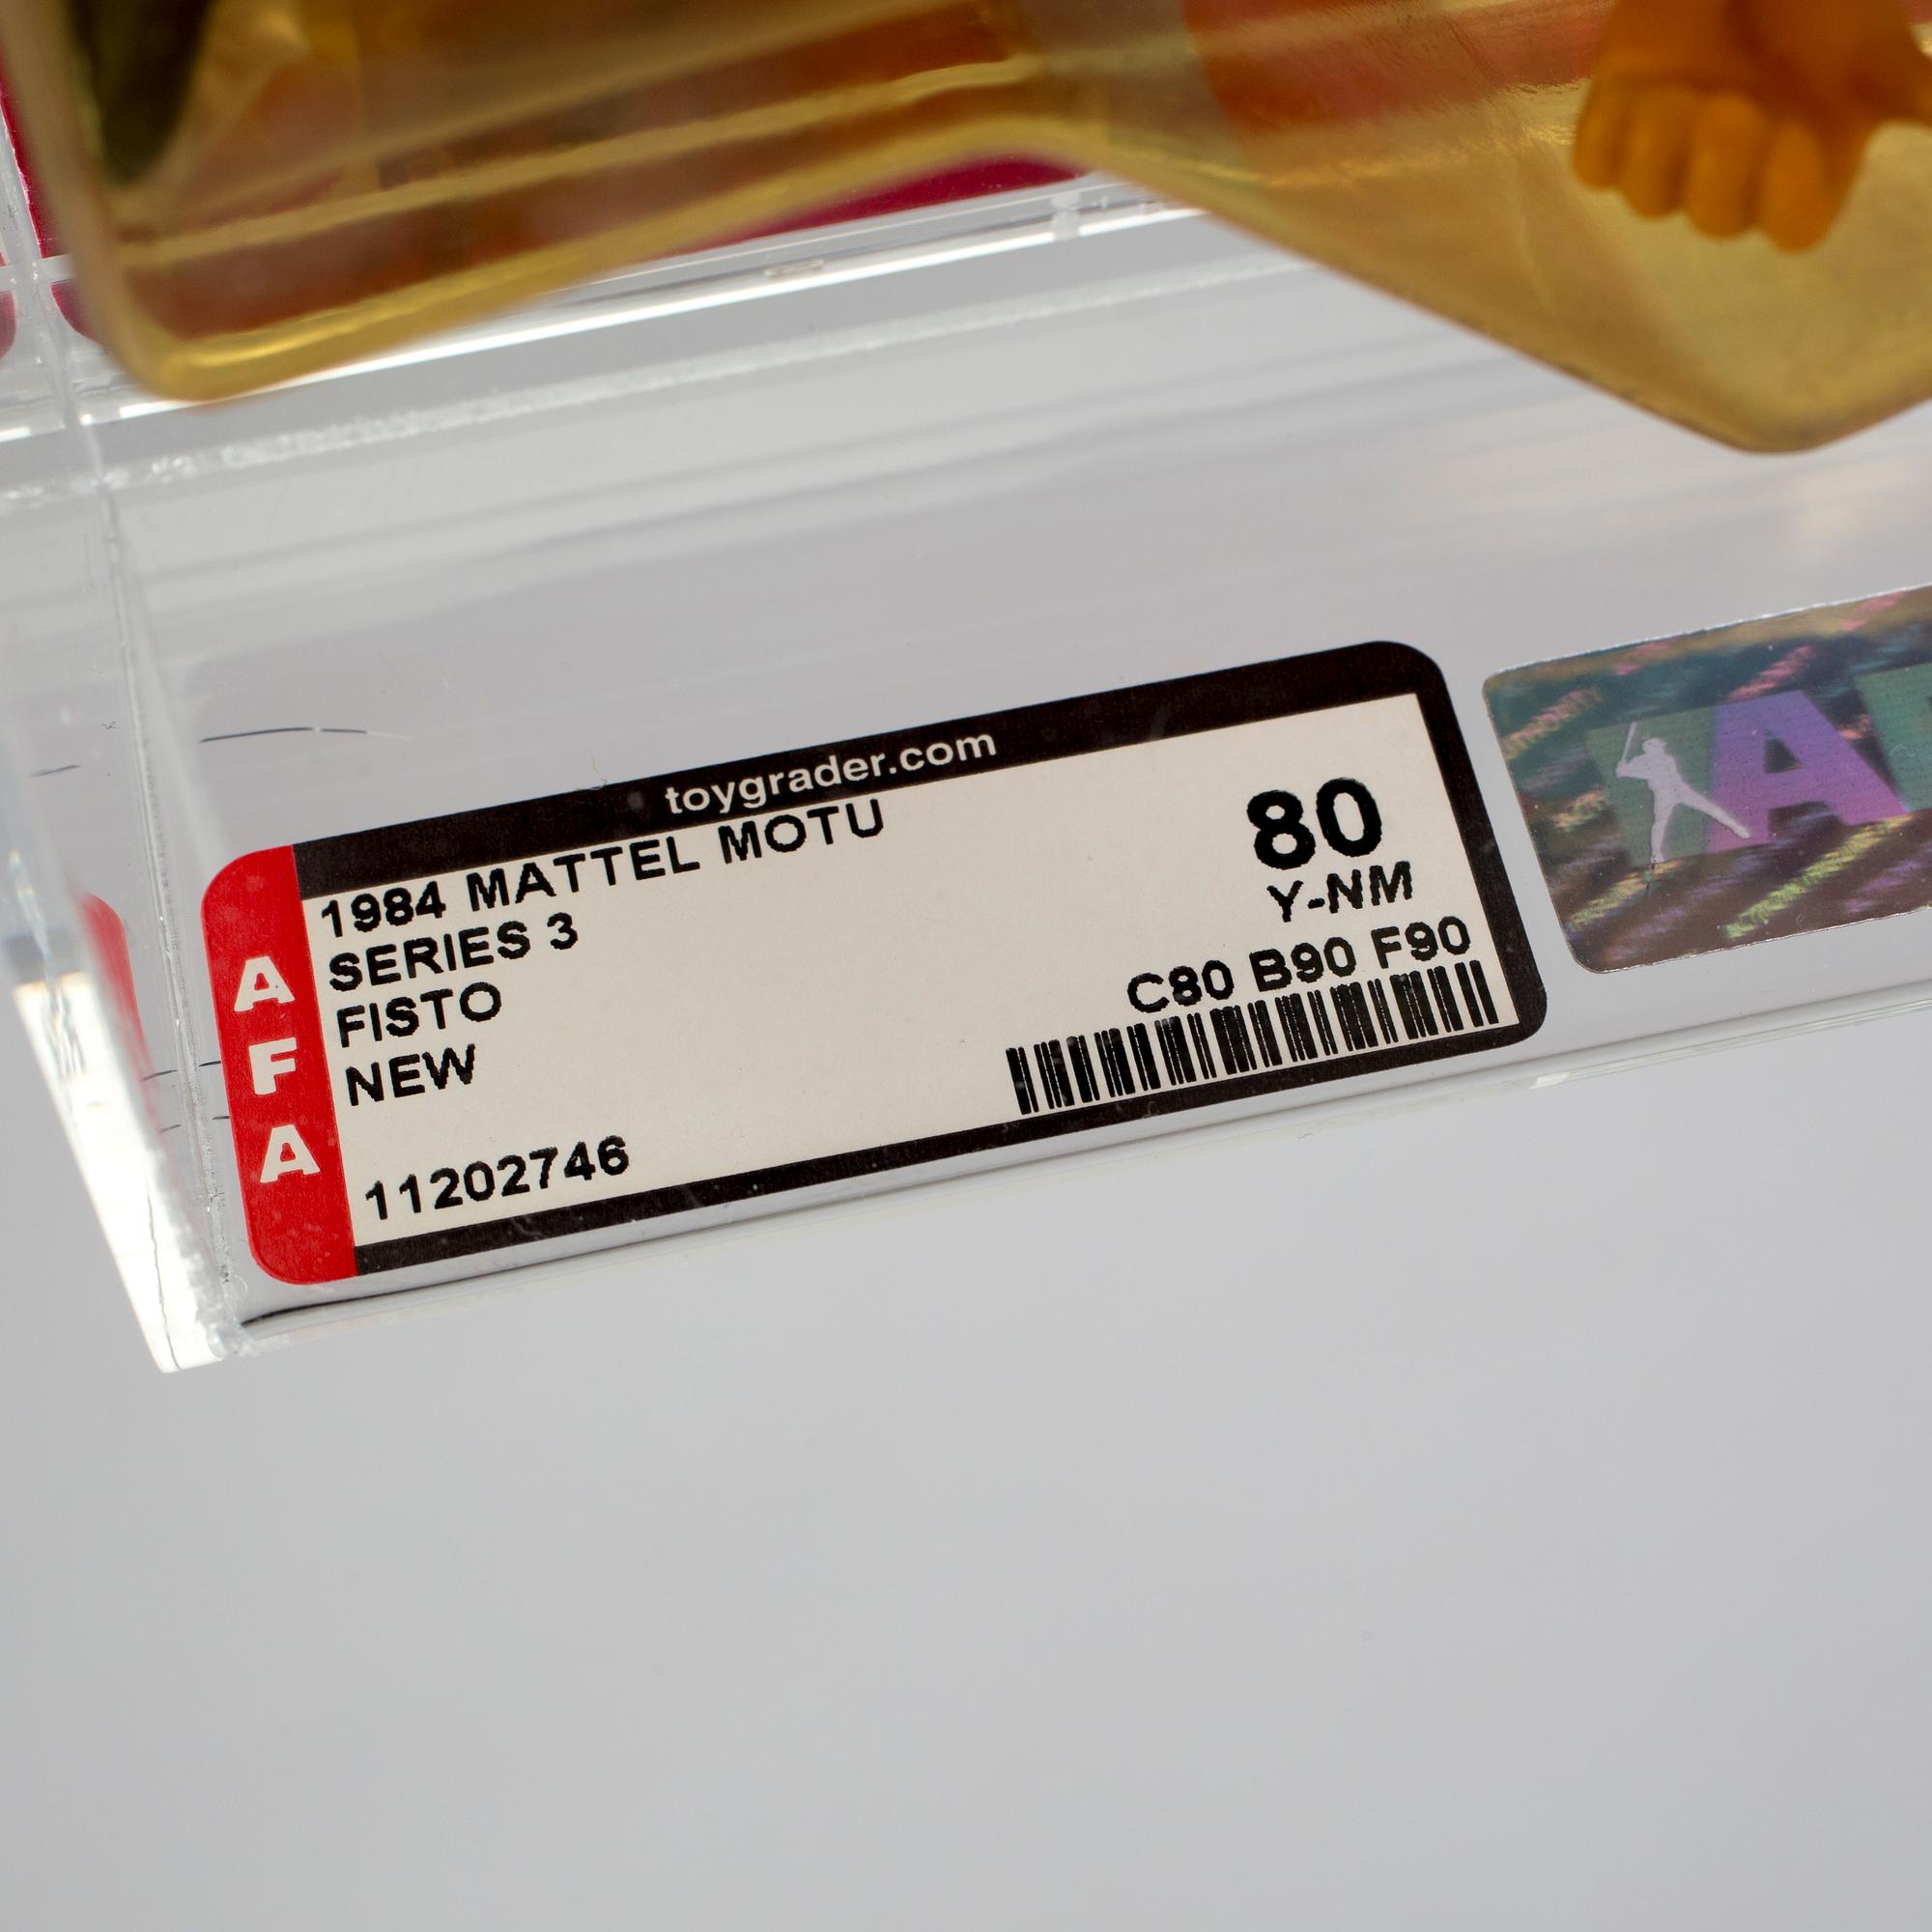 toygrader.com
AFA
1984 MATTEL MOTU
SERIES 3
FISTO
NEW
11202746
80
Y-NM
C80 B90 F90
A